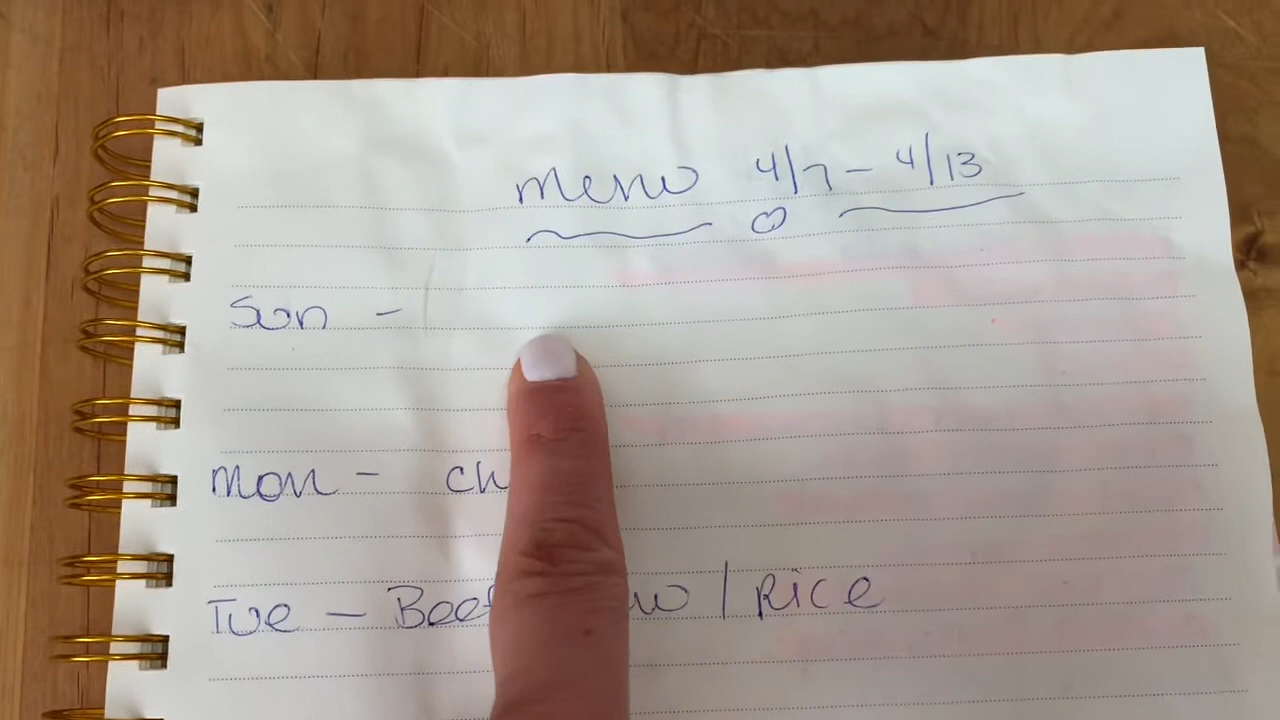 Menu 4/7 - 4/13
Sun -
Mon - Ch
Tue - Beef / Rice